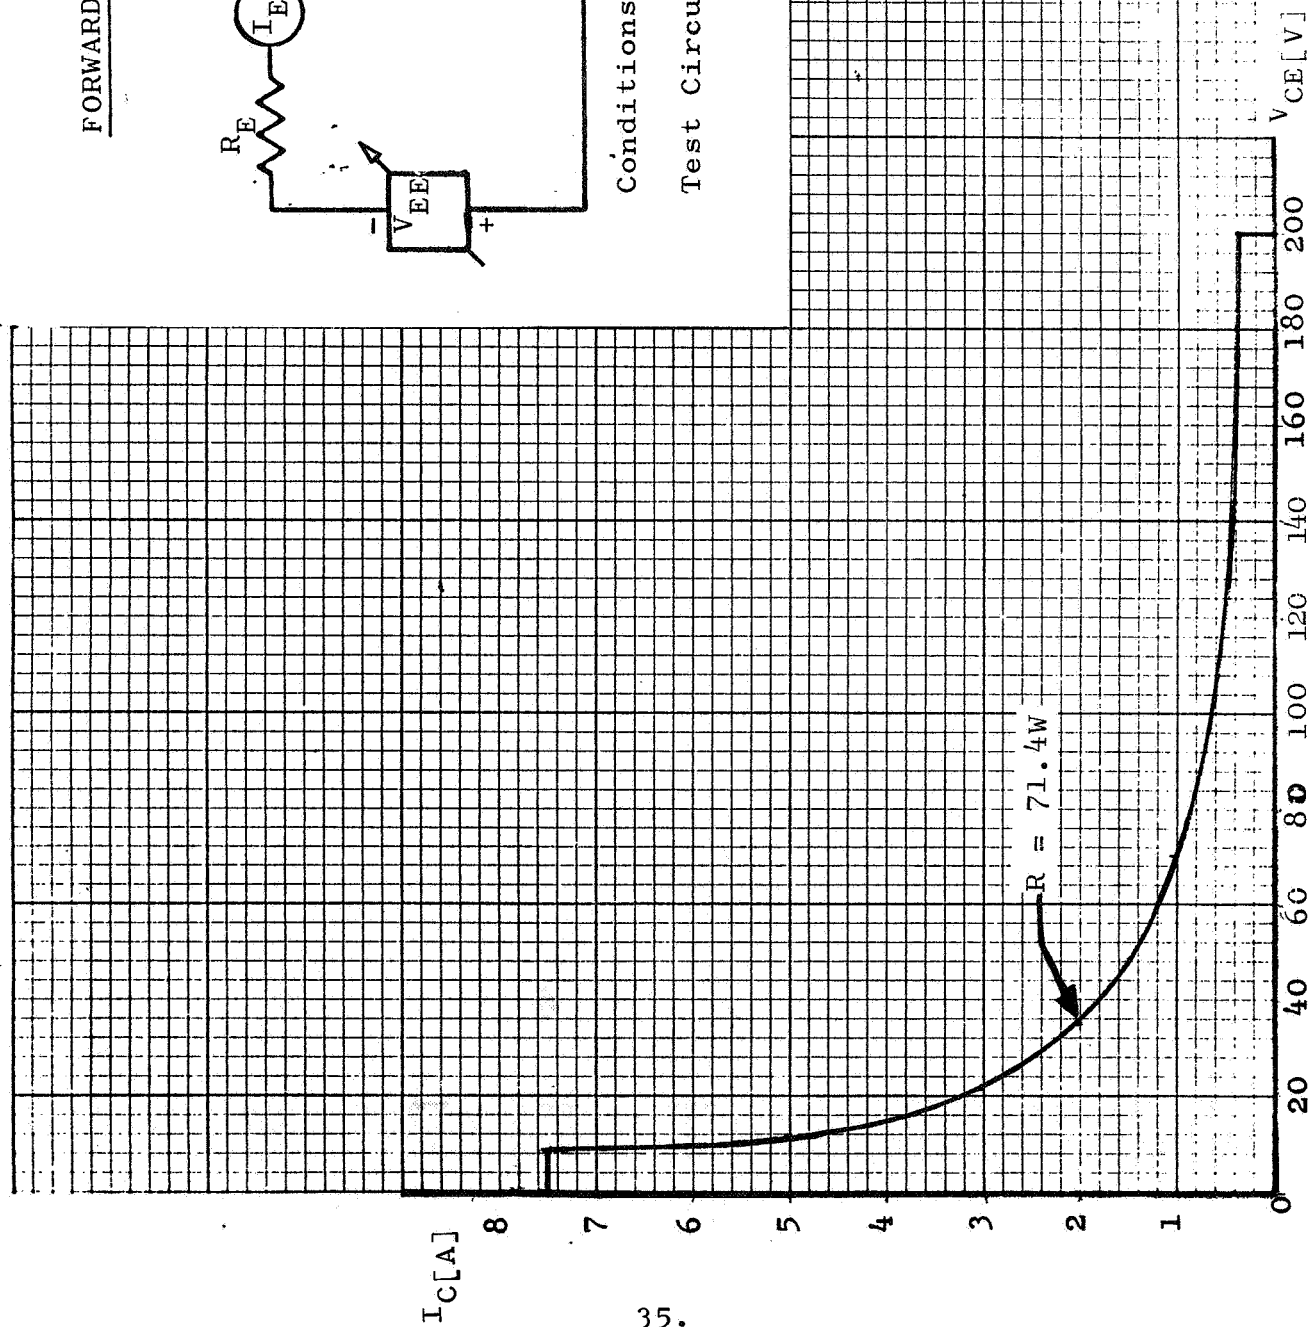 FORWARD
R_E
I_E
−
V_EE
+
Conditions
Test Circu
I_C[A]
8
7
6
5
4
3
2
1
0
R = 71.4W
20
40
60
80
100
120
140
160
180
200
V_CE[V]
35.